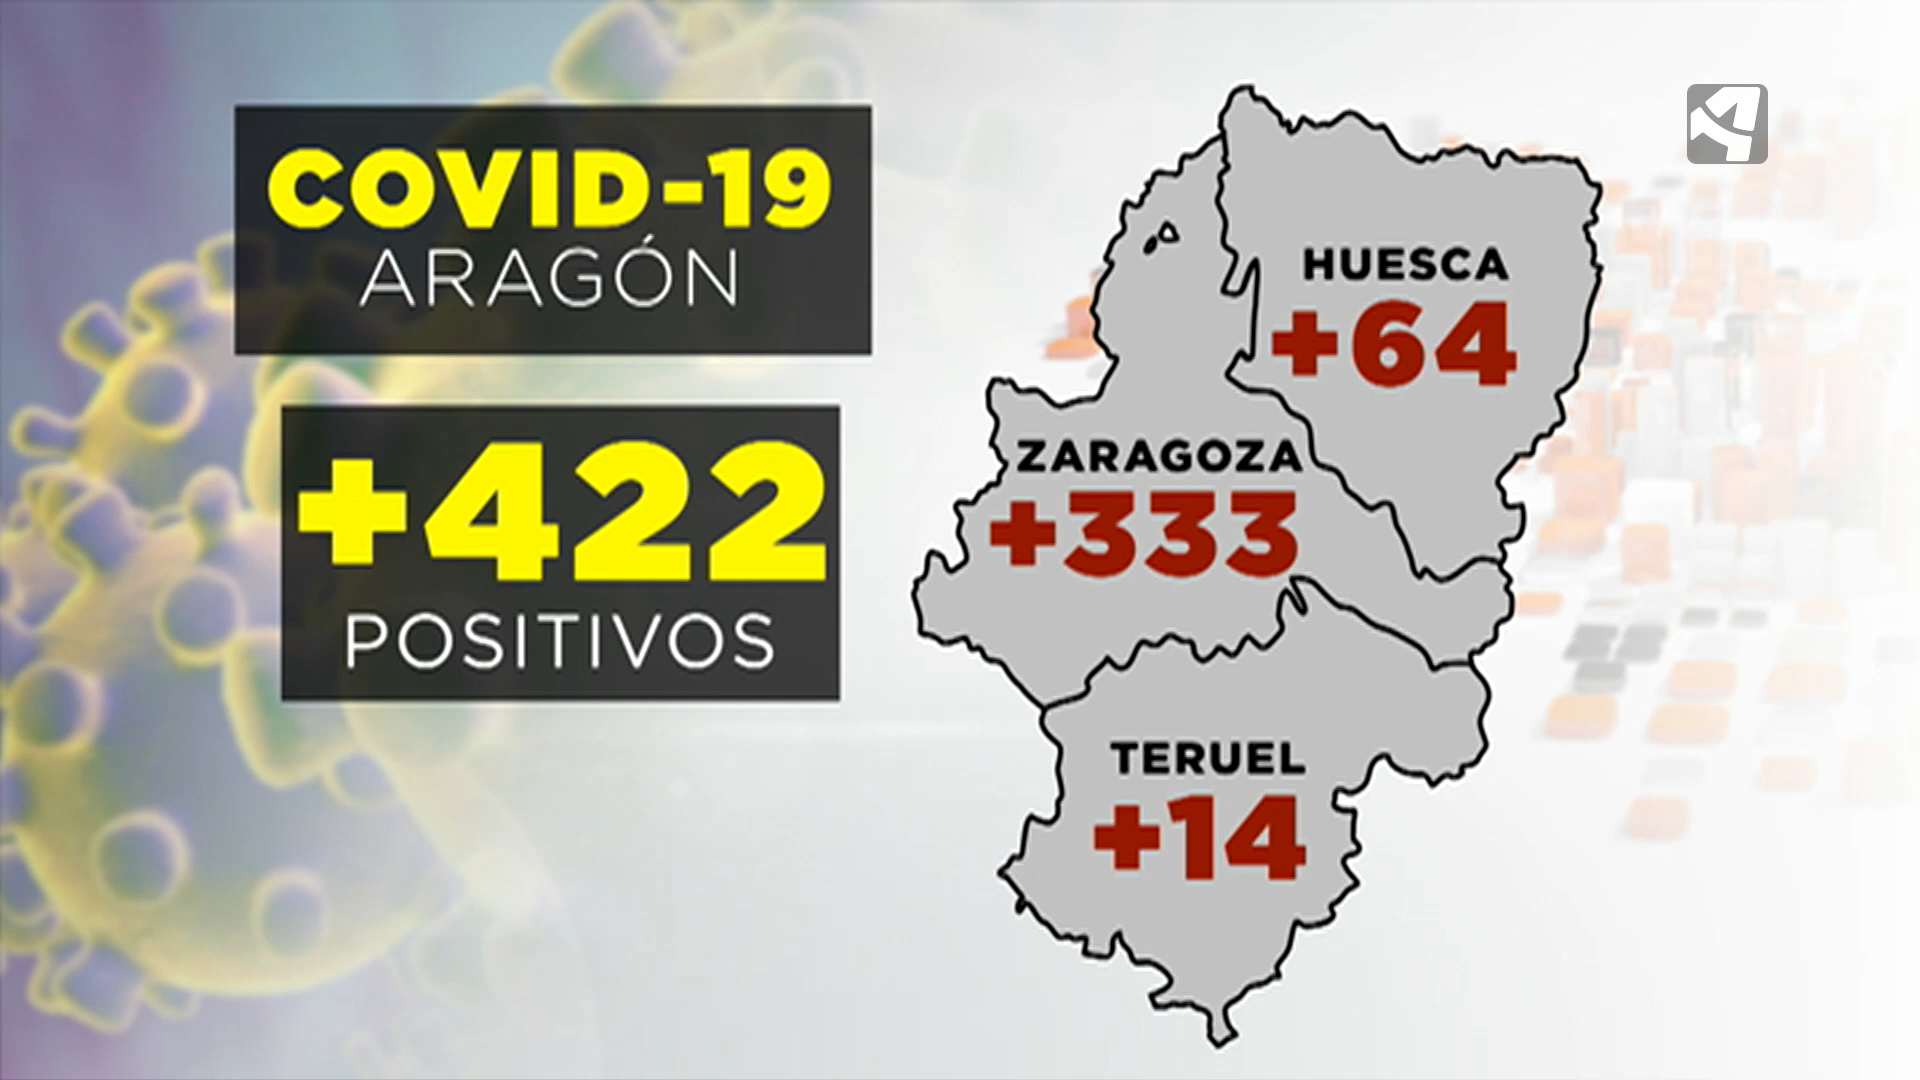 COVID-19
ARAGÓN
+422
POSITIVOS
HUESCA
+64
ZARAGOZA
+333
TERUEL
+14